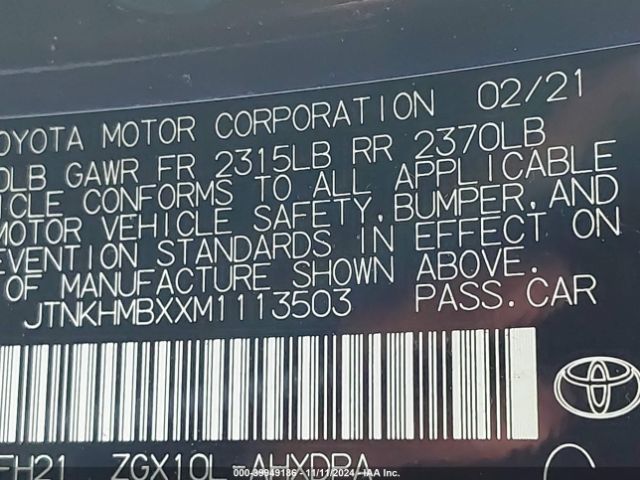 OYOTA MOTOR CORPORATION 02/21
0LB GAWR FR 2315LB RR 2370LB
ICLE CONFORMS TO ALL APPLICABLE
MOTOR VEHICLE SAFETY, BUMPER, AND
EVENTION STANDARDS IN EFFECT ON
OF MANUFACTURE SHOWN ABOVE.
JTNKHMBXXM1113503 PASS.CAR
FH21 ZGX10L-AHXDRA C
000-39949186 - 11/11/2024 - IAA Inc.